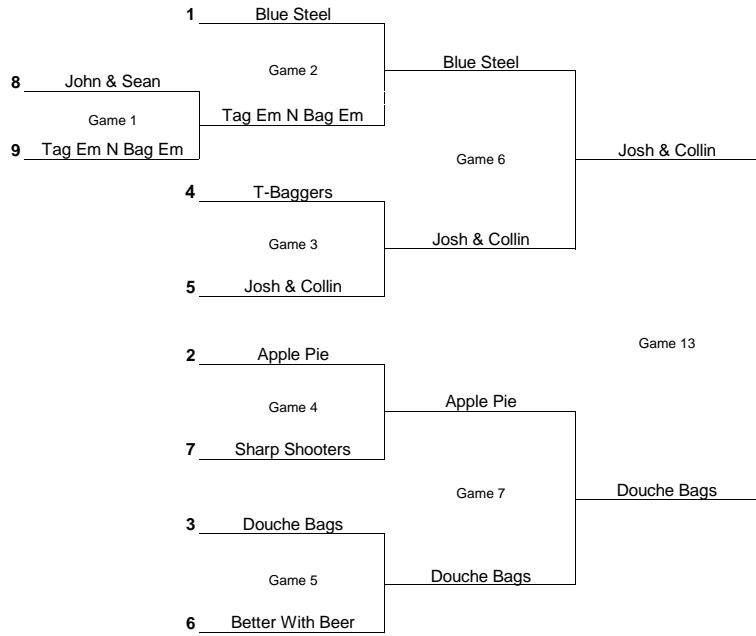 1 Blue Steel
Game 2
Blue Steel
8 John & Sean
Game 1
Tag Em N Bag Em
9 Tag Em N Bag Em
Game 6
Josh & Collin
4 T-Baggers
Game 3
Josh & Collin
5 Josh & Collin
Game 13
2 Apple Pie
Game 4
Apple Pie
7 Sharp Shooters
Game 7
Douche Bags
3 Douche Bags
Game 5
Douche Bags
6 Better With Beer